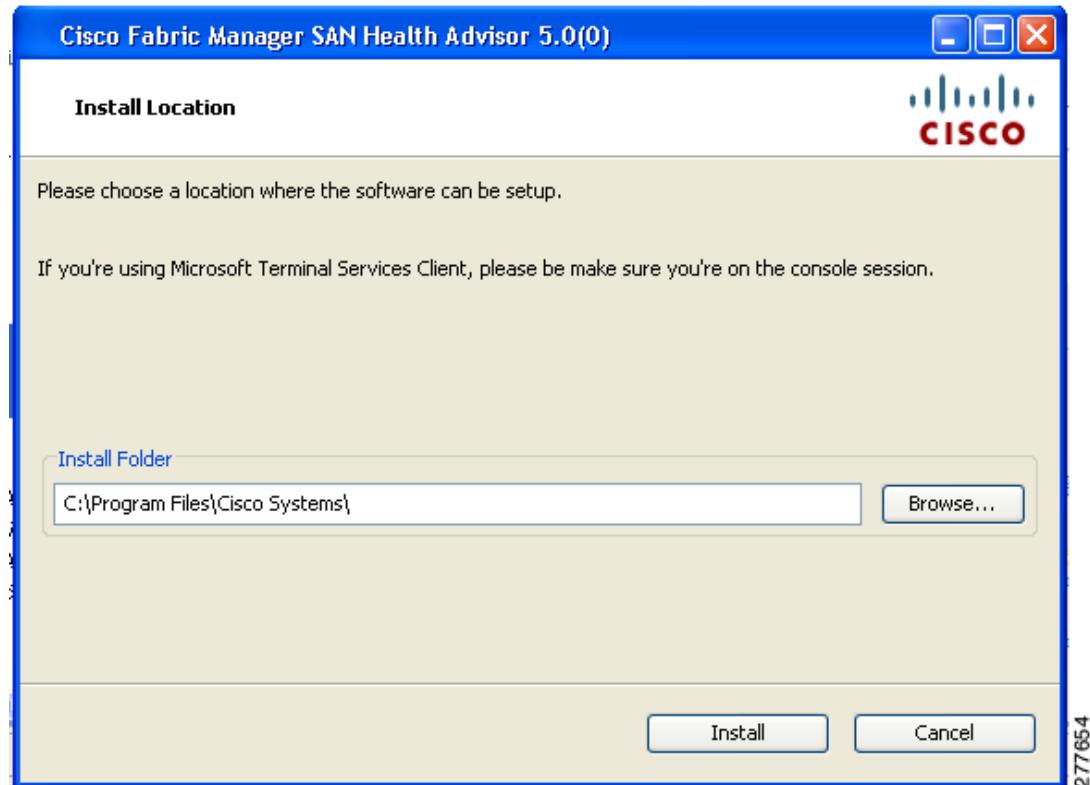 Cisco Fabric Manager SAN Health Advisor 5.0(0)
Install Location
CISCO
Please choose a location where the software can be setup.
If you're using Microsoft Terminal Services Client, please be make sure you're on the console session.
Install Folder
C:\Program Files\Cisco Systems\
Browse...
Install
Cancel
277654